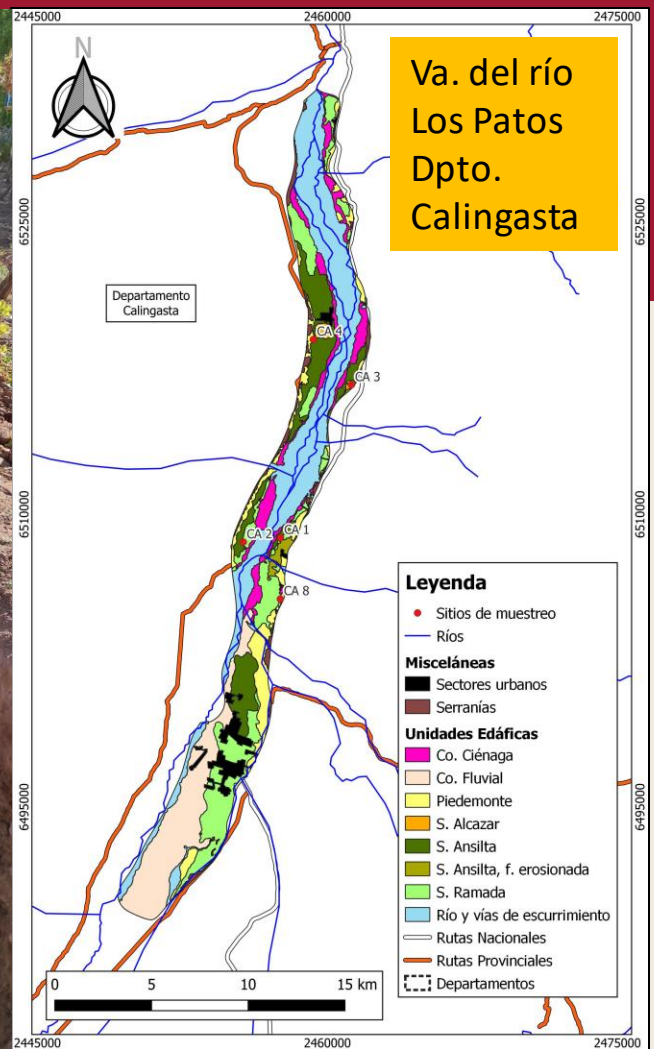 2445000
2460000
2475000
N
Va. del río
Los Patos
Dpto.
Calingasta
6525000
6525000
Departamento
Calingasta
CA 4
CA 3
6510000
6510000
CA 2
CA 1
CA 8
Leyenda
Sitios de muestreo
Ríos
Misceláneas
Sectores urbanos
Serranías
Unidades Edáficas
Co. Ciénaga
Co. Fluvial
Piedemonte
S. Alcazar
S. Ansilta
S. Ansilta, f. erosionada
S. Ramada
Río y vías de escurrimiento
Rutas Nacionales
Rutas Provinciales
Departamentos
6495000
6495000
0 5 10 15 km
2445000
2460000
2475000